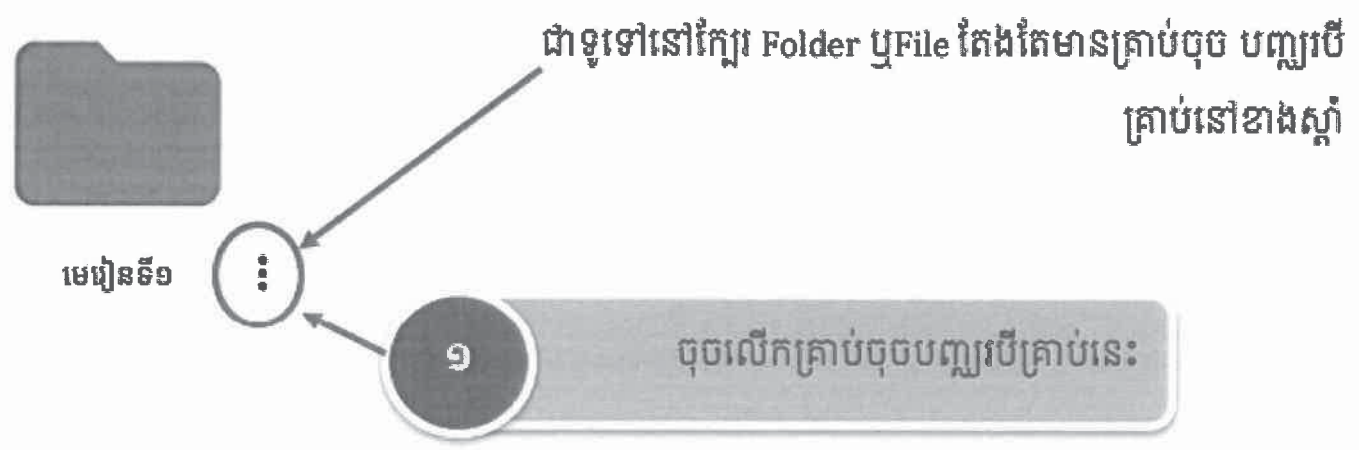 ជាទូទៅនៅក្បែរ Folder ឬFile តែងតែមានគ្រាប់ចុច បញ្ឈរបី
គ្រាប់នៅខាងស្តាំ
មេរៀនទី១
១
ចុចលើកគ្រាប់ចុចបញ្ឈរបីគ្រាប់នេះ